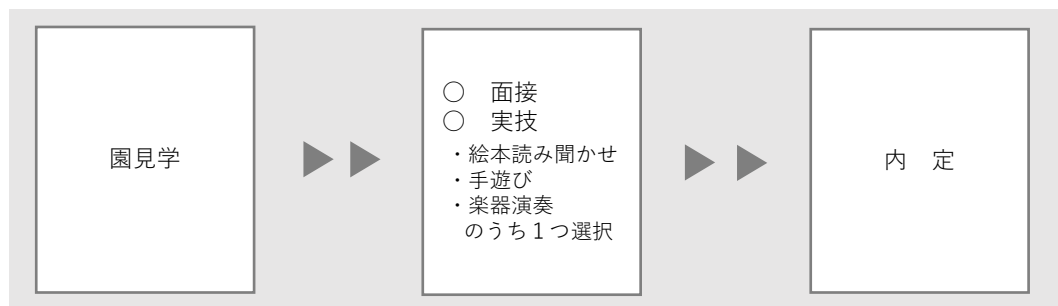 園見学
○　面接
○　実技
・絵本読み聞かせ
・手遊び
・楽器演奏
のうち１つ選択
内　定